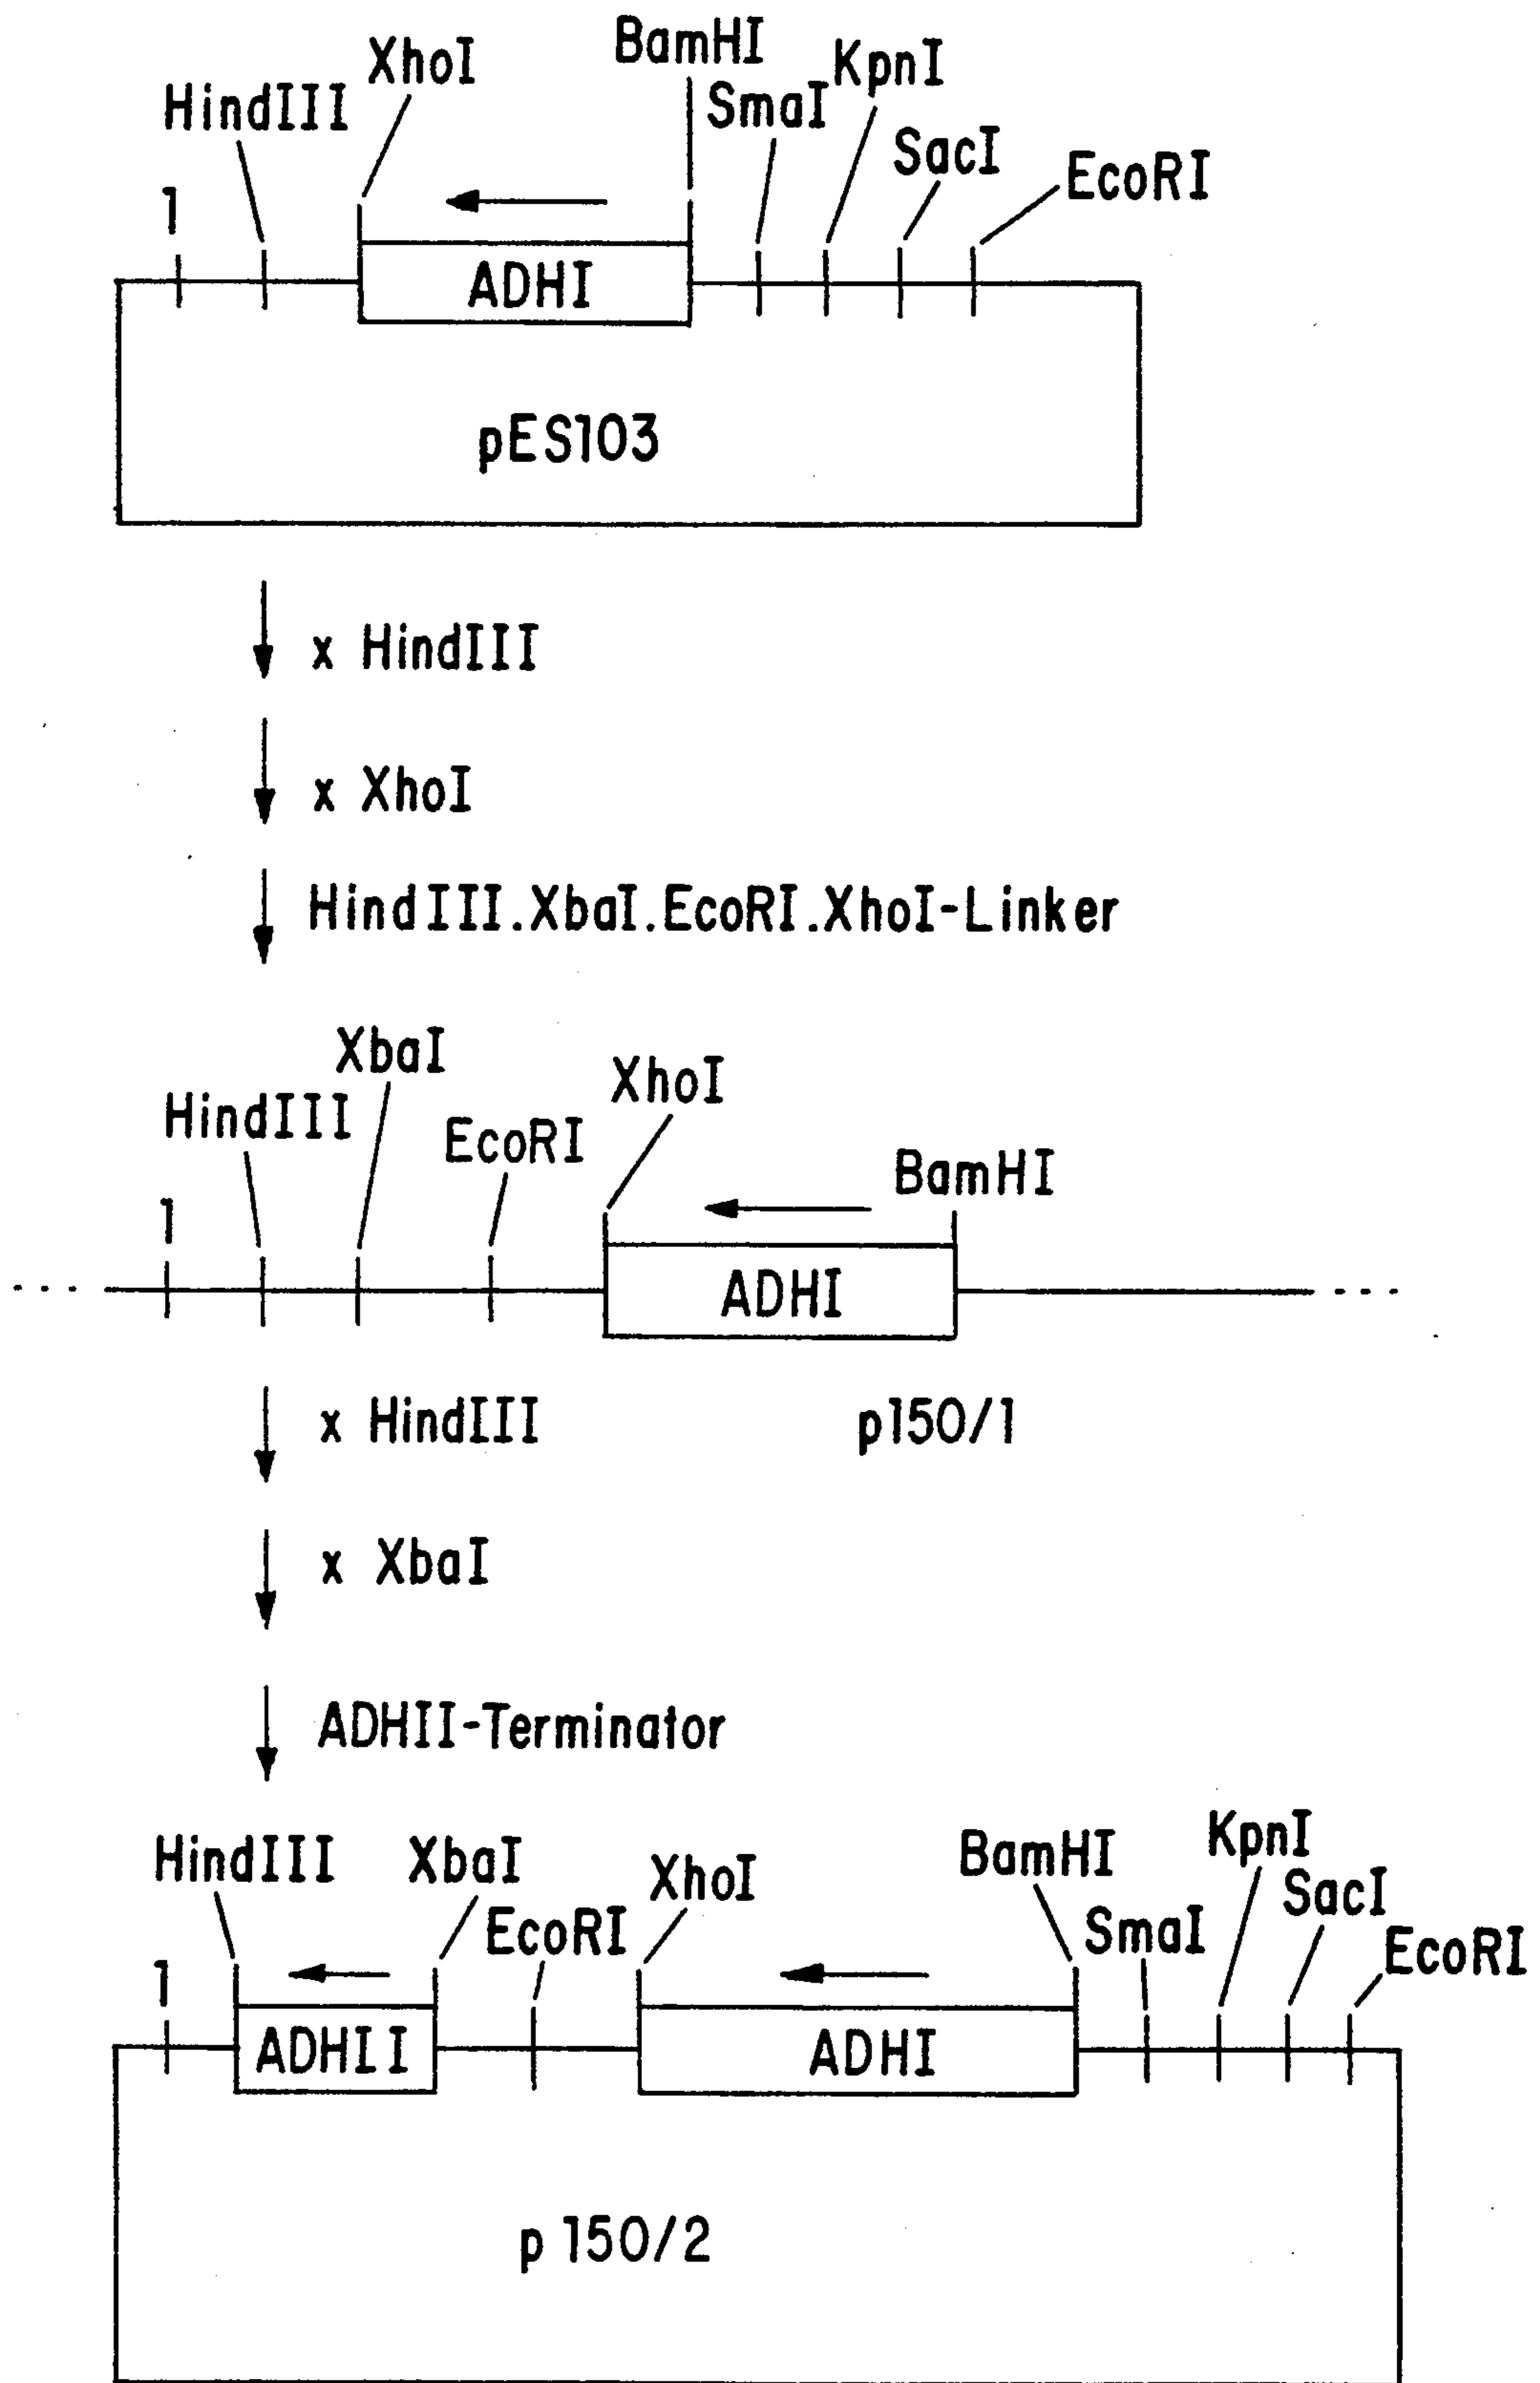 BamHI
XhoI
KpnI
HindIII
SmaI
SacI
EcoRI
1
ADHI
pES103
x HindIII
x XhoI
HindIII.XbaI.EcoRI.XhoI-Linker
XbaI
XhoI
HindIII
EcoRI
BamHI
1
ADHI
x HindIII
p150/1
x XbaI
ADHII-Terminator
KpnI
HindIII
XbaI
XhoI
BamHI
SacI
EcoRI
SmaI
EcoRI
1
ADHII
ADHI
p 150/2